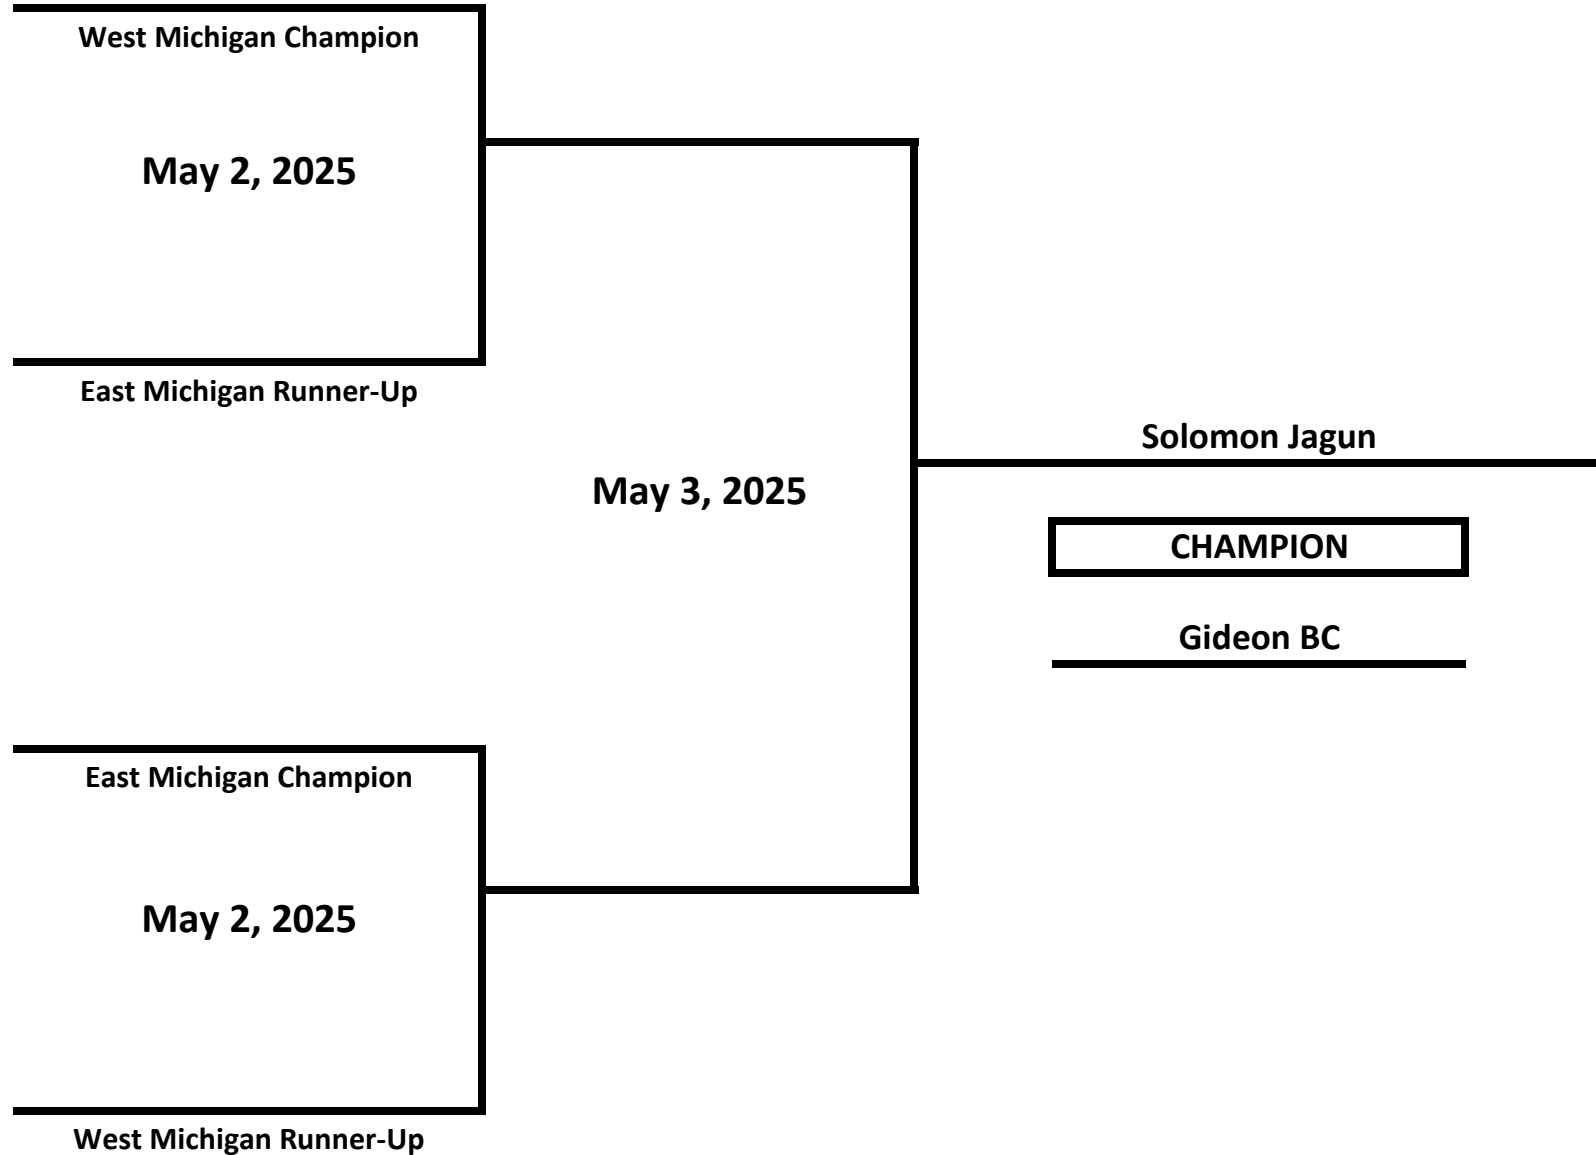 West Michigan Champion
May 2, 2025
East Michigan Runner-Up
Solomon Jagun
May 3, 2025
CHAMPION
Gideon BC
East Michigan Champion
May 2, 2025
West Michigan Runner-Up